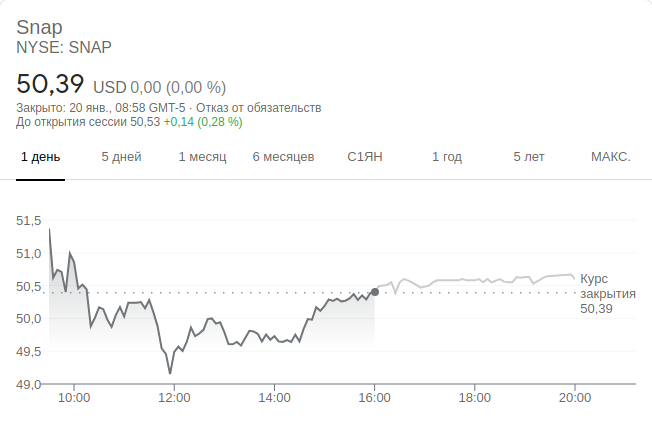 Snap
NYSE: SNAP
50,39 USD 0,00 (0,00 %)
Закрыто: 20 янв., 08:58 GMT-5 · Отказ от обязательств
До открытия сессии 50,53 +0,14 (0,28 %)
1 день 5 дней 1 месяц 6 месяцев С1ЯН 1 год 5 лет МАКС.
51,5
51,0
50,5
50,0
49,5
49,0
Курс
закрытия
50,39
10:00 12:00 14:00 16:00 18:00 20:00